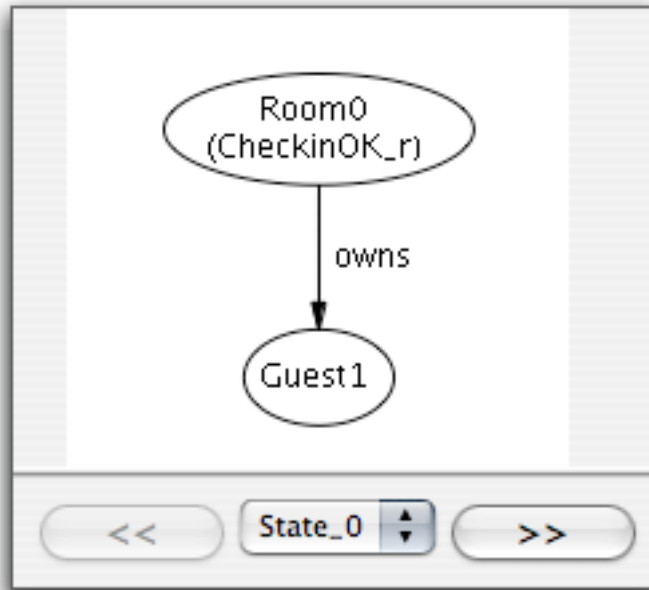 Room0
(CheckinOK_r)
owns
Guest1
<<
State_0
>>